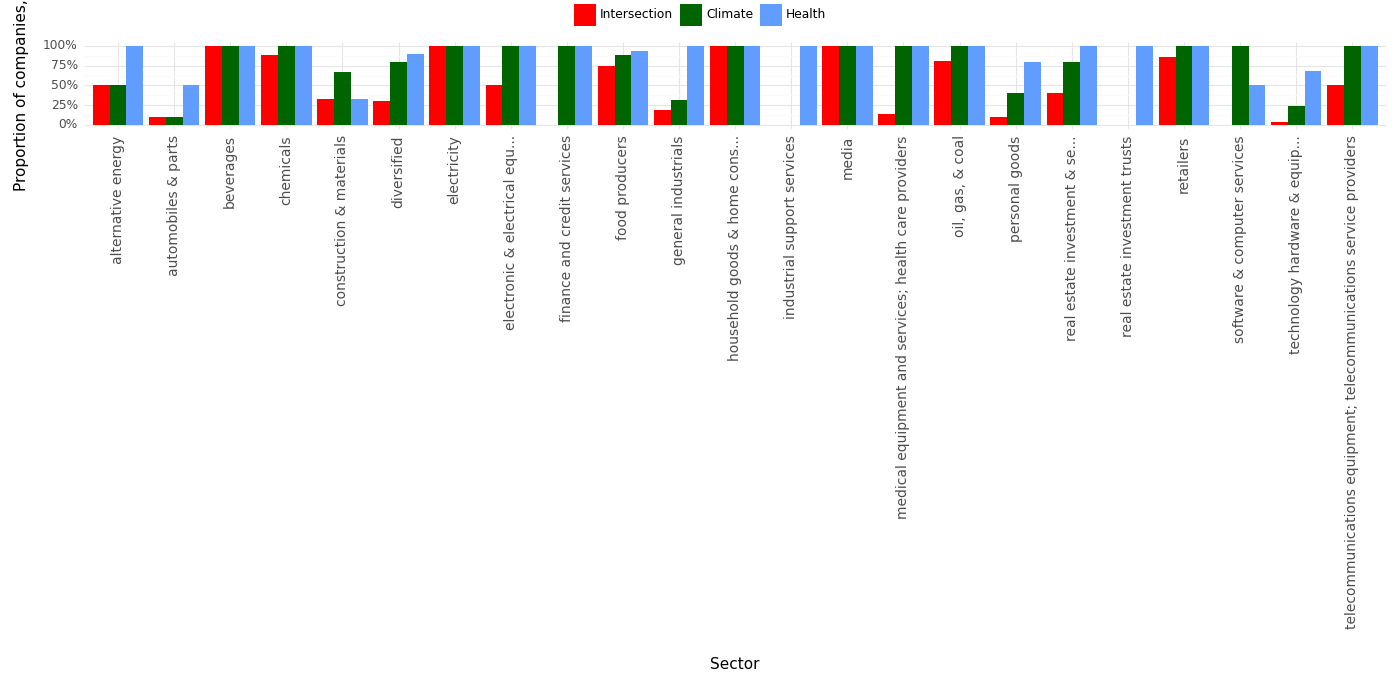 Intersection Climate Health
Proportion of companies,
100%
75%
50%
25%
0%
alternative energy
automobiles & parts
beverages
chemicals
construction & materials
diversified
electricity
electronic & electrical equ...
finance and credit services
food producers
general industrials
household goods & home cons...
industrial support services
media
medical equipment and services; health care providers
oil, gas, & coal
personal goods
real estate investment & se...
real estate investment trusts
retailers
software & computer services
technology hardware & equip...
telecommunications equipment; telecommunications service providers
Sector